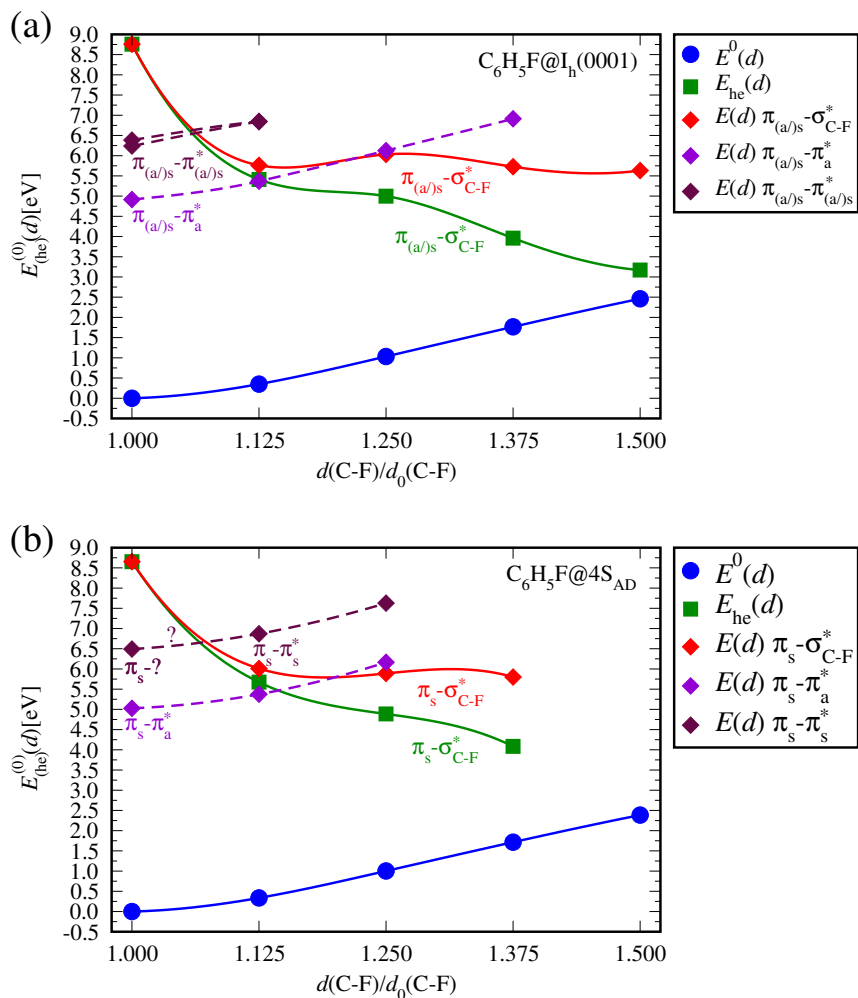 (a)
9.0
8.5
8.0
7.5
7.0
6.5
6.0
5.5
5.0
4.5
4.0
3.5
3.0
2.5
2.0
1.5
1.0
0.5
0.0
-0.5
E(he)^(0)(d)[eV]
C6H5F@Ih(0001)
π(a/)s-π*(a/)s
π(a/)s-π*a
π(a/)s-σ*C-F
π(a/)s-σ*C-F
1.000 1.125 1.250 1.375 1.500
d(C-F)/d0(C-F)
E^0(d)
Ehe(d)
E(d) π(a/)s-σ*C-F
E(d) π(a/)s-π*a
E(d) π(a/)s-π*(a/)s
(b)
9.0
8.5
8.0
7.5
7.0
6.5
6.0
5.5
5.0
4.5
4.0
3.5
3.0
2.5
2.0
1.5
1.0
0.5
0.0
-0.5
E(he)^(0)(d)[eV]
C6H5F@4SAD
?
πs-?
πs-π*s
πs-π*a
πs-σ*C-F
πs-σ*C-F
1.000 1.125 1.250 1.375 1.500
d(C-F)/d0(C-F)
E^0(d)
Ehe(d)
E(d) πs-σ*C-F
E(d) πs-π*a
E(d) πs-π*s